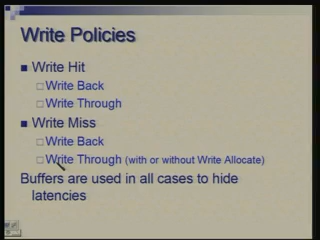 Write Policies
Write Hit
Write Back
Write Through
Write Miss
Write Back
Write Through (with or without Write Allocate)
Buffers are used in all cases to hide
latencies